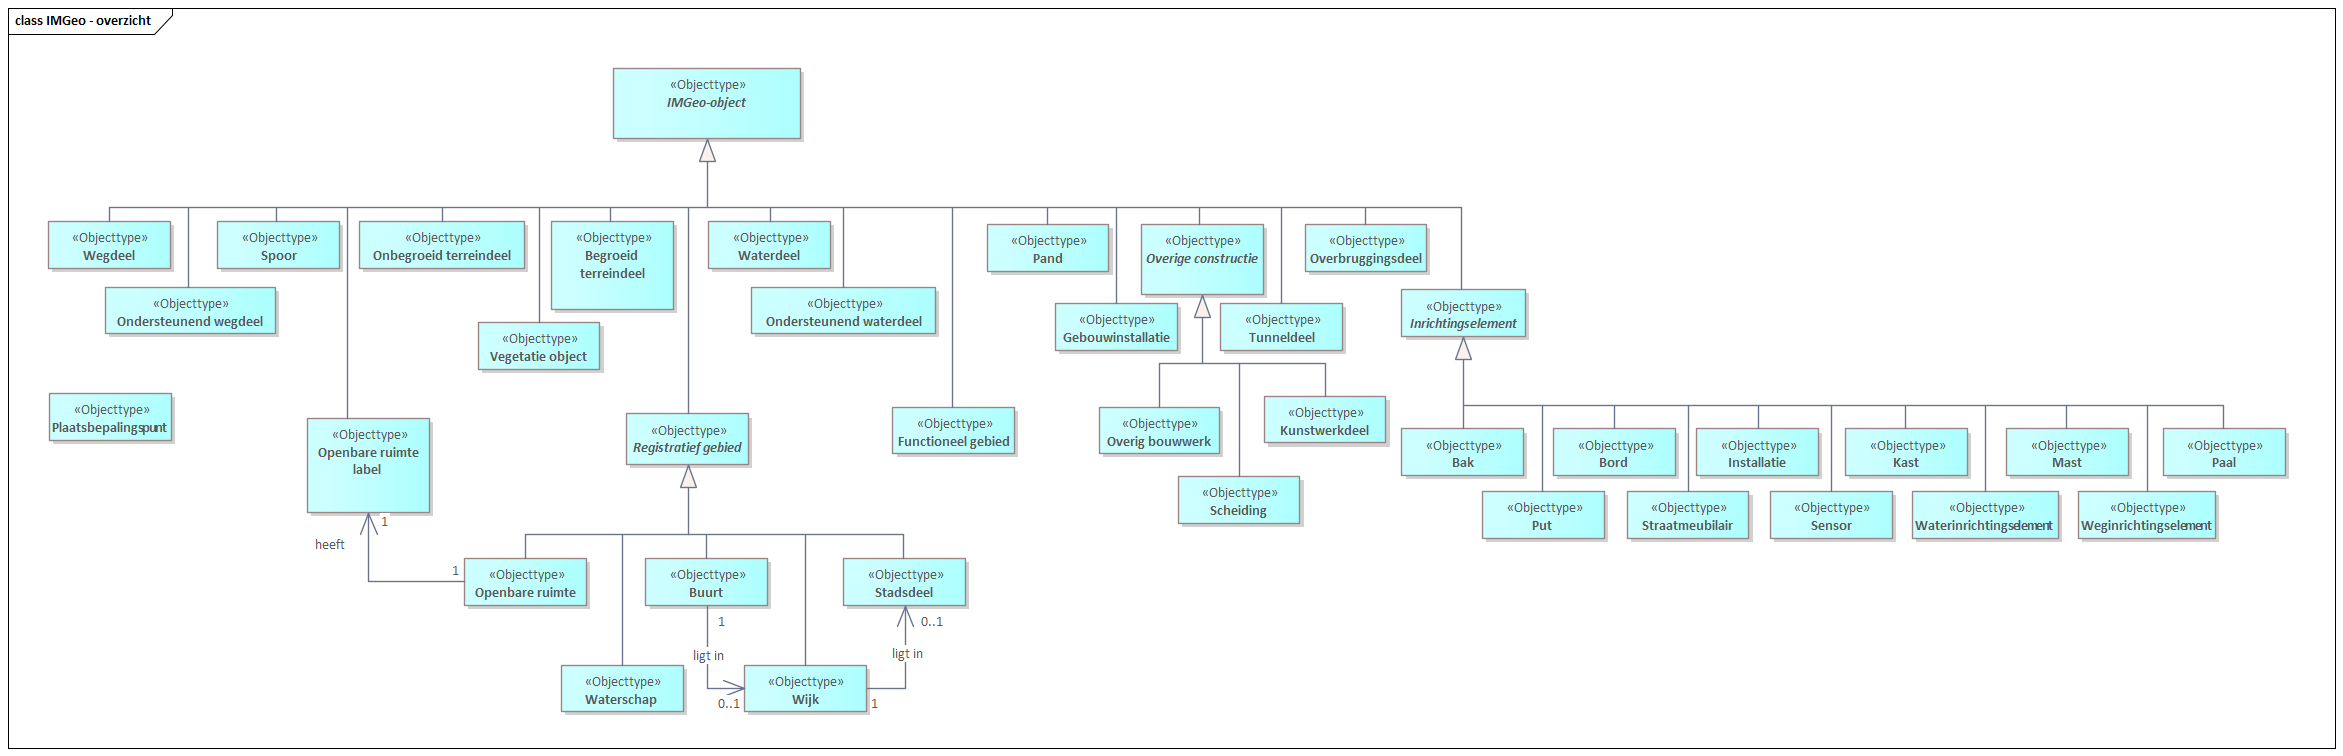 class IMGeo - overzicht
«Objecttype»
IMGeo-object
«Objecttype»
Wegdeel
«Objecttype»
Spoor
«Objecttype»
Onbegroeid terreindeel
«Objecttype»
Begroeid
terreindeel
«Objecttype»
Waterdeel
«Objecttype»
Pand
«Objecttype»
Overige constructie
«Objecttype»
Overbruggingsdeel
«Objecttype»
Ondersteunend wegdeel
«Objecttype»
Vegetatie object
«Objecttype»
Ondersteunend waterdeel
«Objecttype»
Gebouwinstallatie
«Objecttype»
Tunneldeel
«Objecttype»
Inrichtingselement
«Objecttype»
Plaatsbepalingspunt
«Objecttype»
Openbare ruimte
label
«Objecttype»
Registratief gebied
«Objecttype»
Functioneel gebied
«Objecttype»
Overig bouwwerk
«Objecttype»
Kunstwerkdeel
«Objecttype»
Scheiding
«Objecttype»
Bak
«Objecttype»
Bord
«Objecttype»
Installatie
«Objecttype»
Kast
«Objecttype»
Mast
«Objecttype»
Paal
«Objecttype»
Put
«Objecttype»
Straatmeubilair
«Objecttype»
Sensor
«Objecttype»
Waterinrichtingselement
«Objecttype»
Weginrichtingselement
1
heeft
1
«Objecttype»
Openbare ruimte
«Objecttype»
Buurt
«Objecttype»
Stadsdeel
1
ligt in
0..1
0..1
ligt in
1
«Objecttype»
Waterschap
«Objecttype»
Wijk